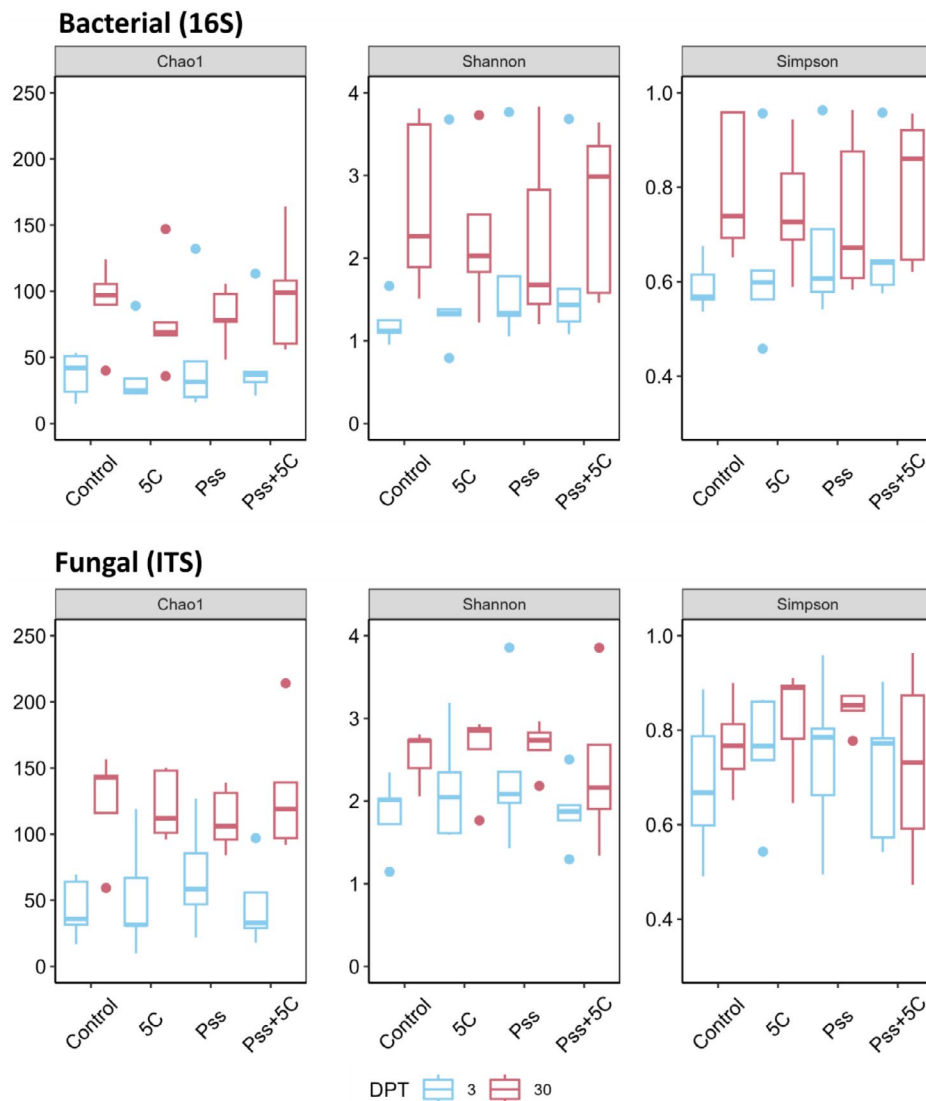 Bacterial (16S)
Chao1
250
200
150
100
50
0
Control
5C
Pss
Pss+5C
Shannon
4
3
2
1
0
Control
5C
Pss
Pss+5C
Simpson
1.0
0.8
0.6
0.4
Control
5C
Pss
Pss+5C
Fungal (ITS)
Chao1
250
200
150
100
50
0
Control
5C
Pss
Pss+5C
Shannon
4
3
2
1
0
Control
5C
Pss
Pss+5C
Simpson
1.0
0.8
0.6
0.4
Control
5C
Pss
Pss+5C
DPT 3 30